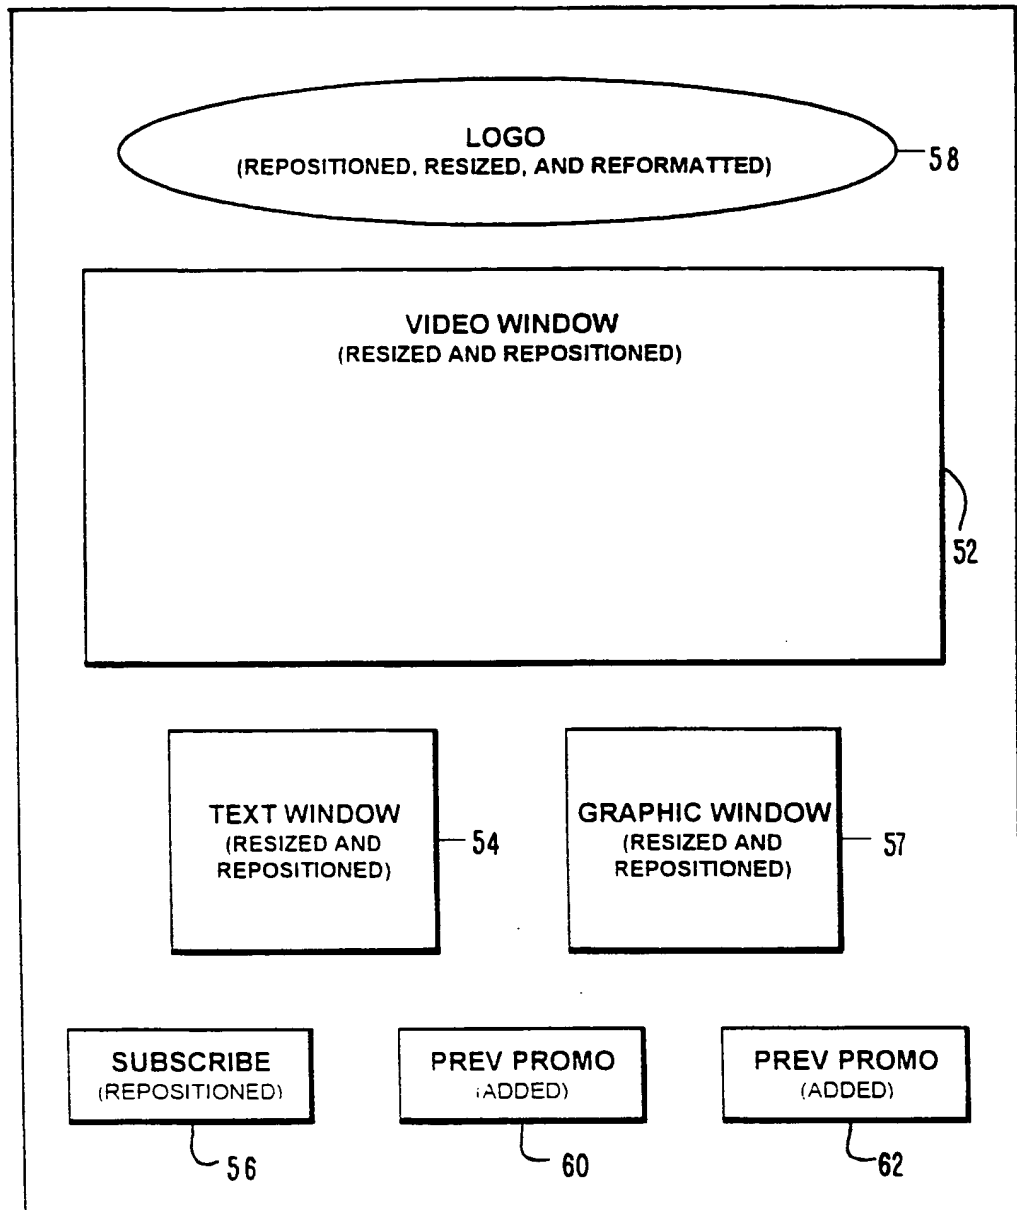 LOGO
(REPOSITIONED, RESIZED, AND REFORMATTED)
58
VIDEO WINDOW
(RESIZED AND REPOSITIONED)
52
TEXT WINDOW
(RESIZED AND
REPOSITIONED)
54
GRAPHIC WINDOW
(RESIZED AND
REPOSITIONED)
57
SUBSCRIBE
(REPOSITIONED)
56
PREV PROMO
(ADDED)
60
PREV PROMO
(ADDED)
62